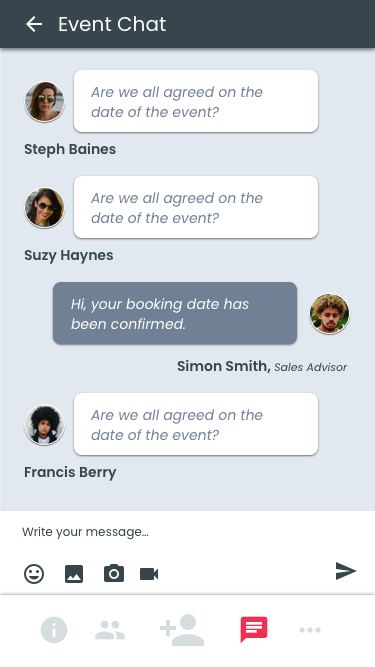 Event Chat
Are we all agreed on the
date of the event?
Steph Baines
Are we all agreed on the
date of the event?
Suzy Haynes
Hi, your booking date has
been confirmed.
Simon Smith, Sales Advisor
Are we all agreed on the
date of the event?
Francis Berry
Write your message...